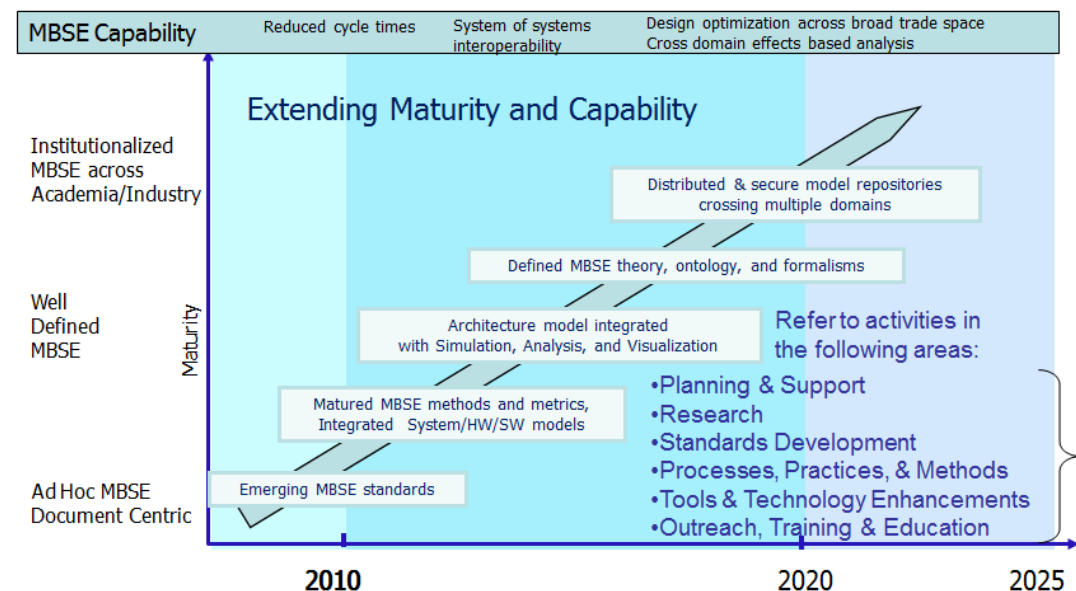 MBSE Capability
Reduced cycle times
System of systems
interoperability
Design optimization across broad trade space
Cross domain effects based analysis
Extending Maturity and Capability
Institutionalized
MBSE across
Academia/Industry
Distributed & secure model repositories
crossing multiple domains
Defined MBSE theory, ontology, and formalisms
Well
Defined
MBSE
Maturity
Architecture model integrated
with Simulation, Analysis, and Visualization
Refer to activities in
the following areas:
•Planning & Support
•Research
•Standards Development
•Processes, Practices, & Methods
•Tools & Technology Enhancements
•Outreach, Training & Education
Matured MBSE methods and metrics,
Integrated System/HW/SW models
Ad Hoc MBSE
Document Centric
Emerging MBSE standards
2010
2020
2025